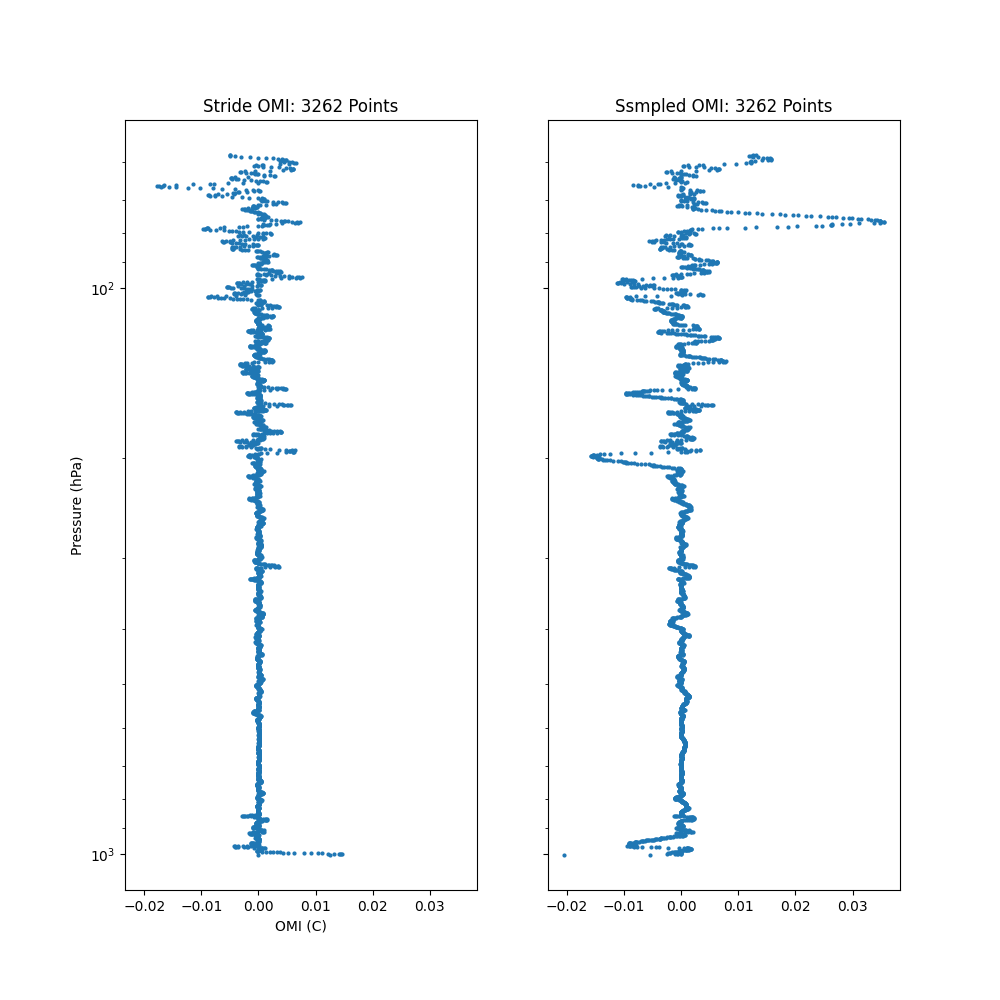 Stride OMI: 3262 Points
Ssmpled OMI: 3262 Points
Pressure (hPa)
10²
10³
−0.02 −0.01 0.00 0.01 0.02 0.03
−0.02 −0.01 0.00 0.01 0.02 0.03
OMI (C)